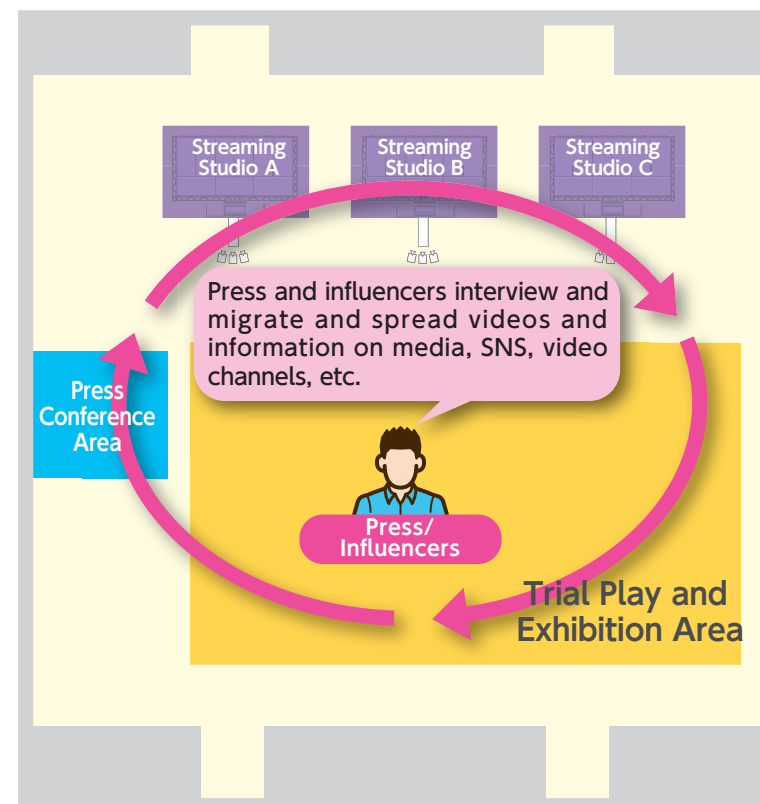 Streaming
Studio A
Streaming
Studio B
Streaming
Studio C
Press and influencers interview and
migrate and spread videos and
information on media, SNS, video
channels, etc.
Press
Conference
Area
Press/
Influencers
Trial Play and
Exhibition Area